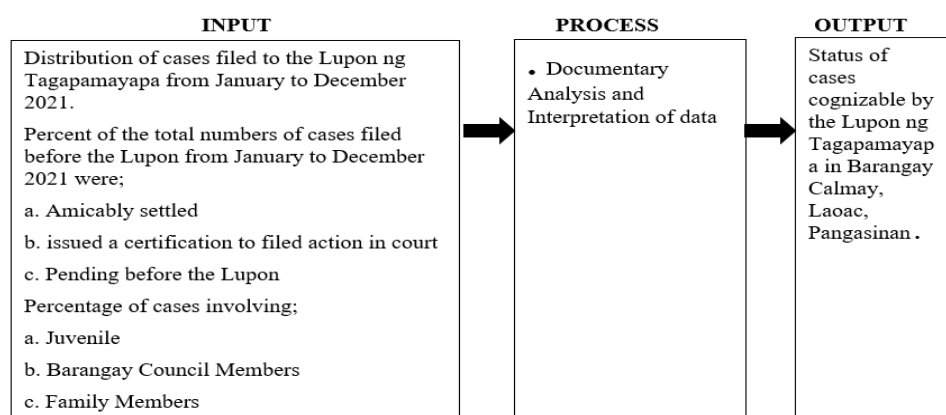 INPUT
Distribution of cases filed to the Lupon ng
Tagapamayapa from January to December
2021.
Percent of the total numbers of cases filed
before the Lupon from January to December
2021 were;
a. Amicably settled
b. issued a certification to filed action in court
c. Pending before the Lupon
Percentage of cases involving;
a. Juvenile
b. Barangay Council Members
c. Family Members
PROCESS
. Documentary
Analysis and
Interpretation of data
OUTPUT
Status of
cases
cognizable by
the Lupon ng
Tagapamayap
a in Barangay
Calmay,
Laoac,
Pangasinan .